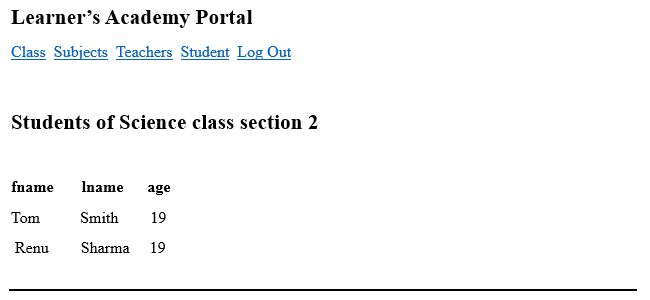 Learner’s Academy Portal
Class Subjects Teachers Student Log Out
Students of Science class section 2
fname lname age
Tom Smith 19
Renu Sharma 19